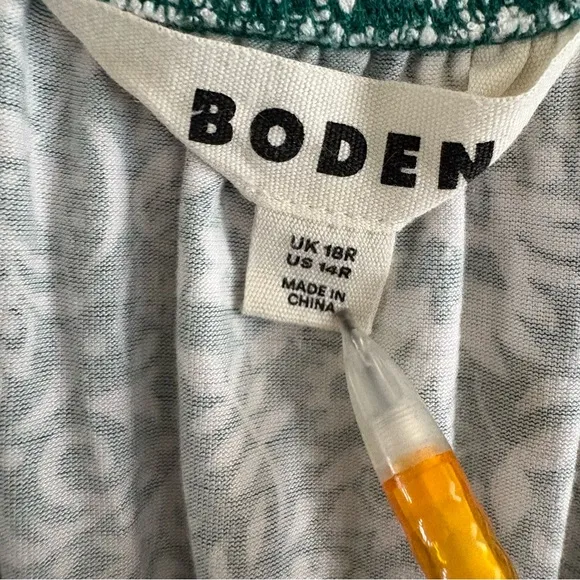 BODEN
UK 18R
US 14R
MADE IN
CHINA